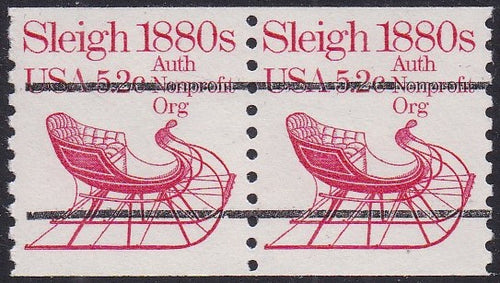 Sleigh 1880s
Auth
USA 5.2c Nonprofit
Org
Sleigh 1880s
Auth
USA 5.2c Nonprofit
Org